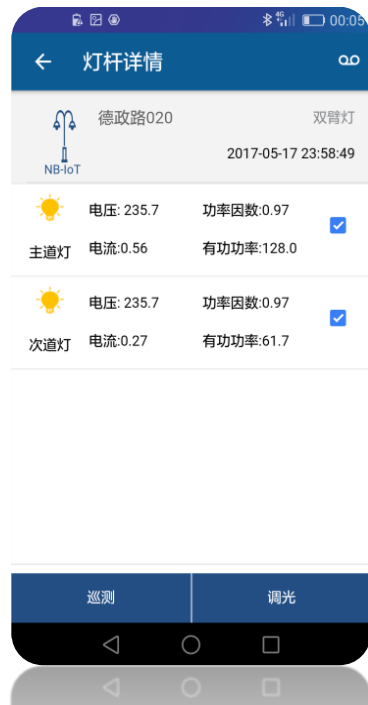 4G 00:05
灯杆详情
德政路020 双臂灯
NB-IoT 2017-05-17 23:58:49
电压: 235.7 功率因数:0.97
主道灯 电流:0.56 有功功率:128.0
电压: 235.7 功率因数:0.97
次道灯 电流:0.27 有功功率:61.7
巡测 调光